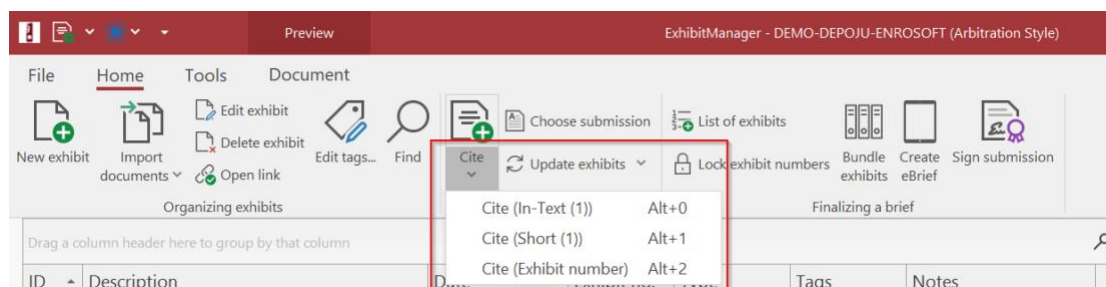 Preview
ExhibitManager - DEMO-DEPOJU-ENROSOFT (Arbitration Style)
File Home Tools Document
New exhibit
Import documents
Edit exhibit
Delete exhibit
Open link
Edit tags...
Find
Organizing exhibits
Cite
Choose submission
Update exhibits
List of exhibits
Lock exhibit numbers
Bundle exhibits
Create eBrief
Sign submission
Finalizing a brief
Cite (In-Text (1)) Alt+0
Cite (Short (1)) Alt+1
Cite (Exhibit number) Alt+2
Drag a column header here to group by that column
ID Description Tags Notes